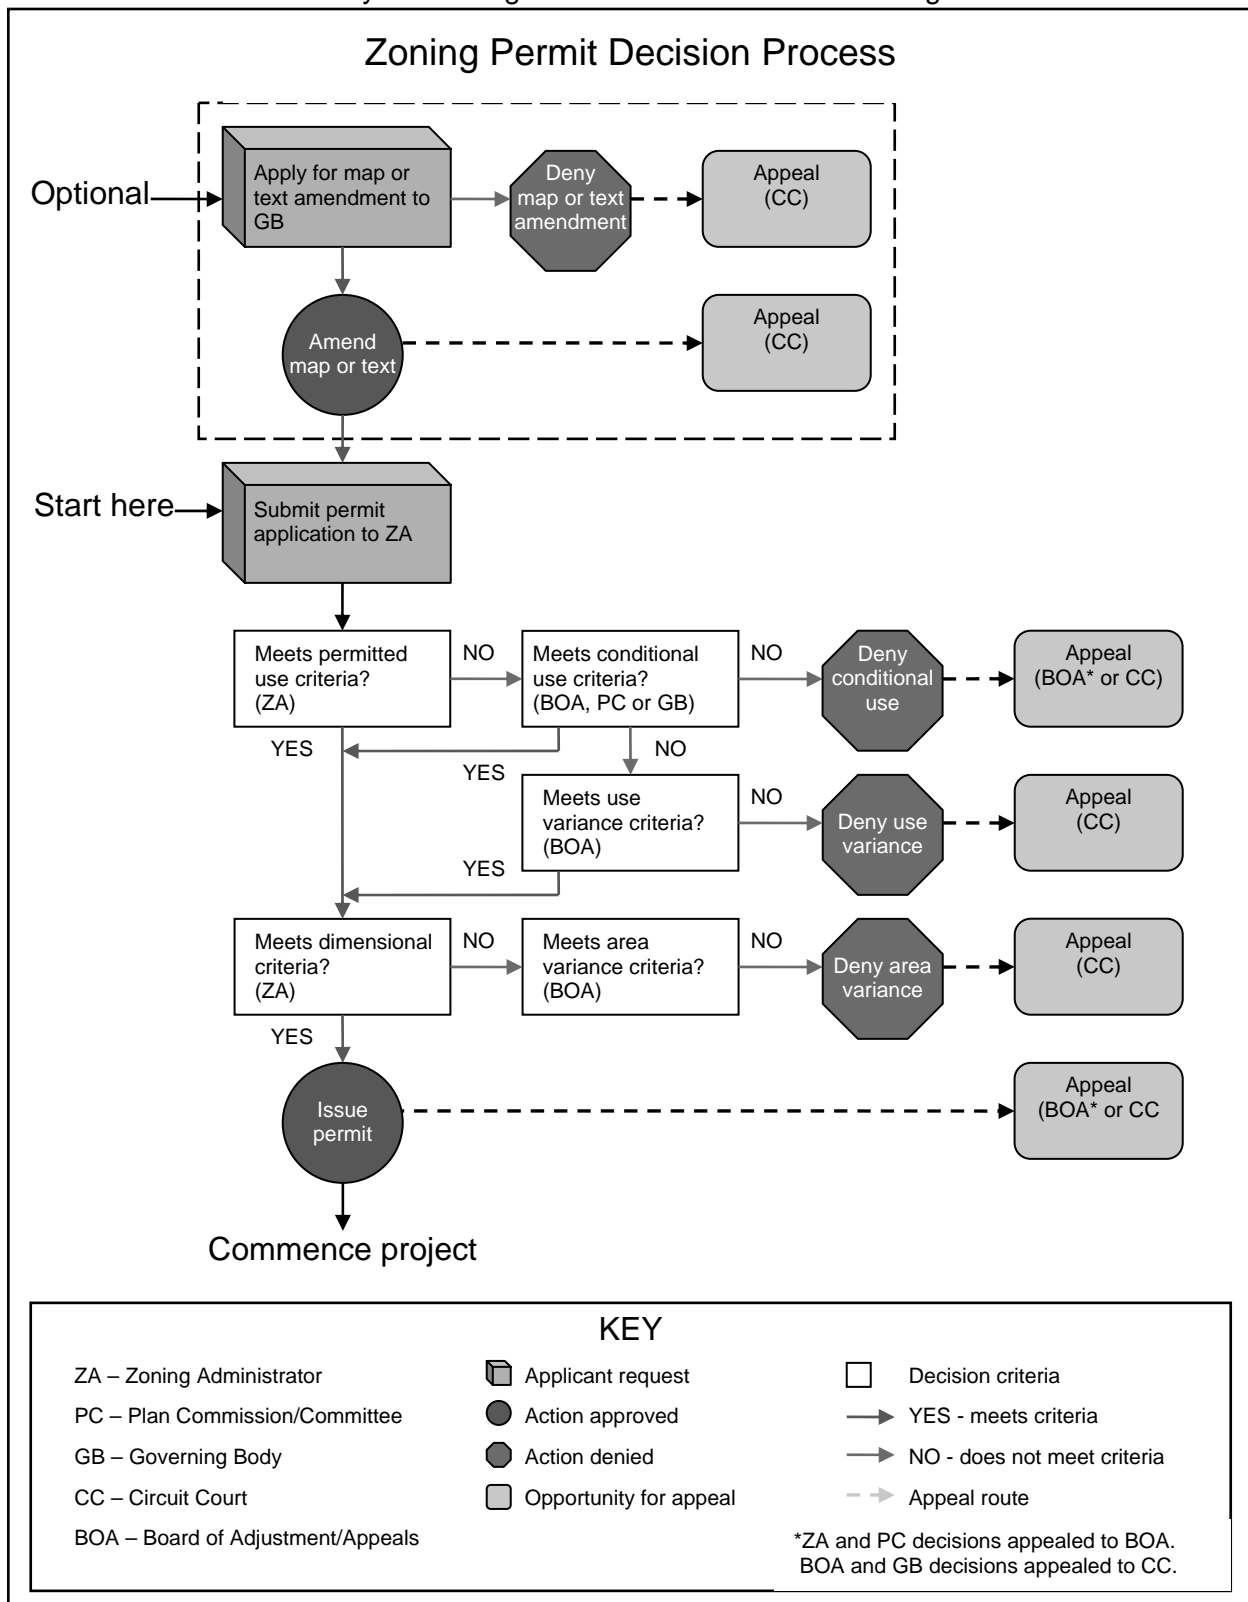 Zoning Permit Decision Process
Optional
Apply for map or
text amendment to
GB
Deny
map or text
amendment
Appeal
(CC)
Amend
map or text
Appeal
(CC)
Start here
Submit permit
application to ZA
Meets permitted
use criteria?
(ZA)
NO
Meets conditional
use criteria?
(BOA, PC or GB)
NO
Deny
conditional
use
Appeal
(BOA* or CC)
YES
YES
NO
Meets use
variance criteria?
(BOA)
NO
Deny use
variance
Appeal
(CC)
YES
Meets dimensional
criteria?
(ZA)
NO
Meets area
variance criteria?
(BOA)
NO
Deny area
variance
Appeal
(CC)
YES
Issue
permit
Appeal
(BOA* or CC
Commence project
KEY
ZA – Zoning Administrator
PC – Plan Commission/Committee
GB – Governing Body
CC – Circuit Court
BOA – Board of Adjustment/Appeals
Applicant request
Action approved
Action denied
Opportunity for appeal
Decision criteria
YES - meets criteria
NO - does not meet criteria
Appeal route
*ZA and PC decisions appealed to BOA.
BOA and GB decisions appealed to CC.